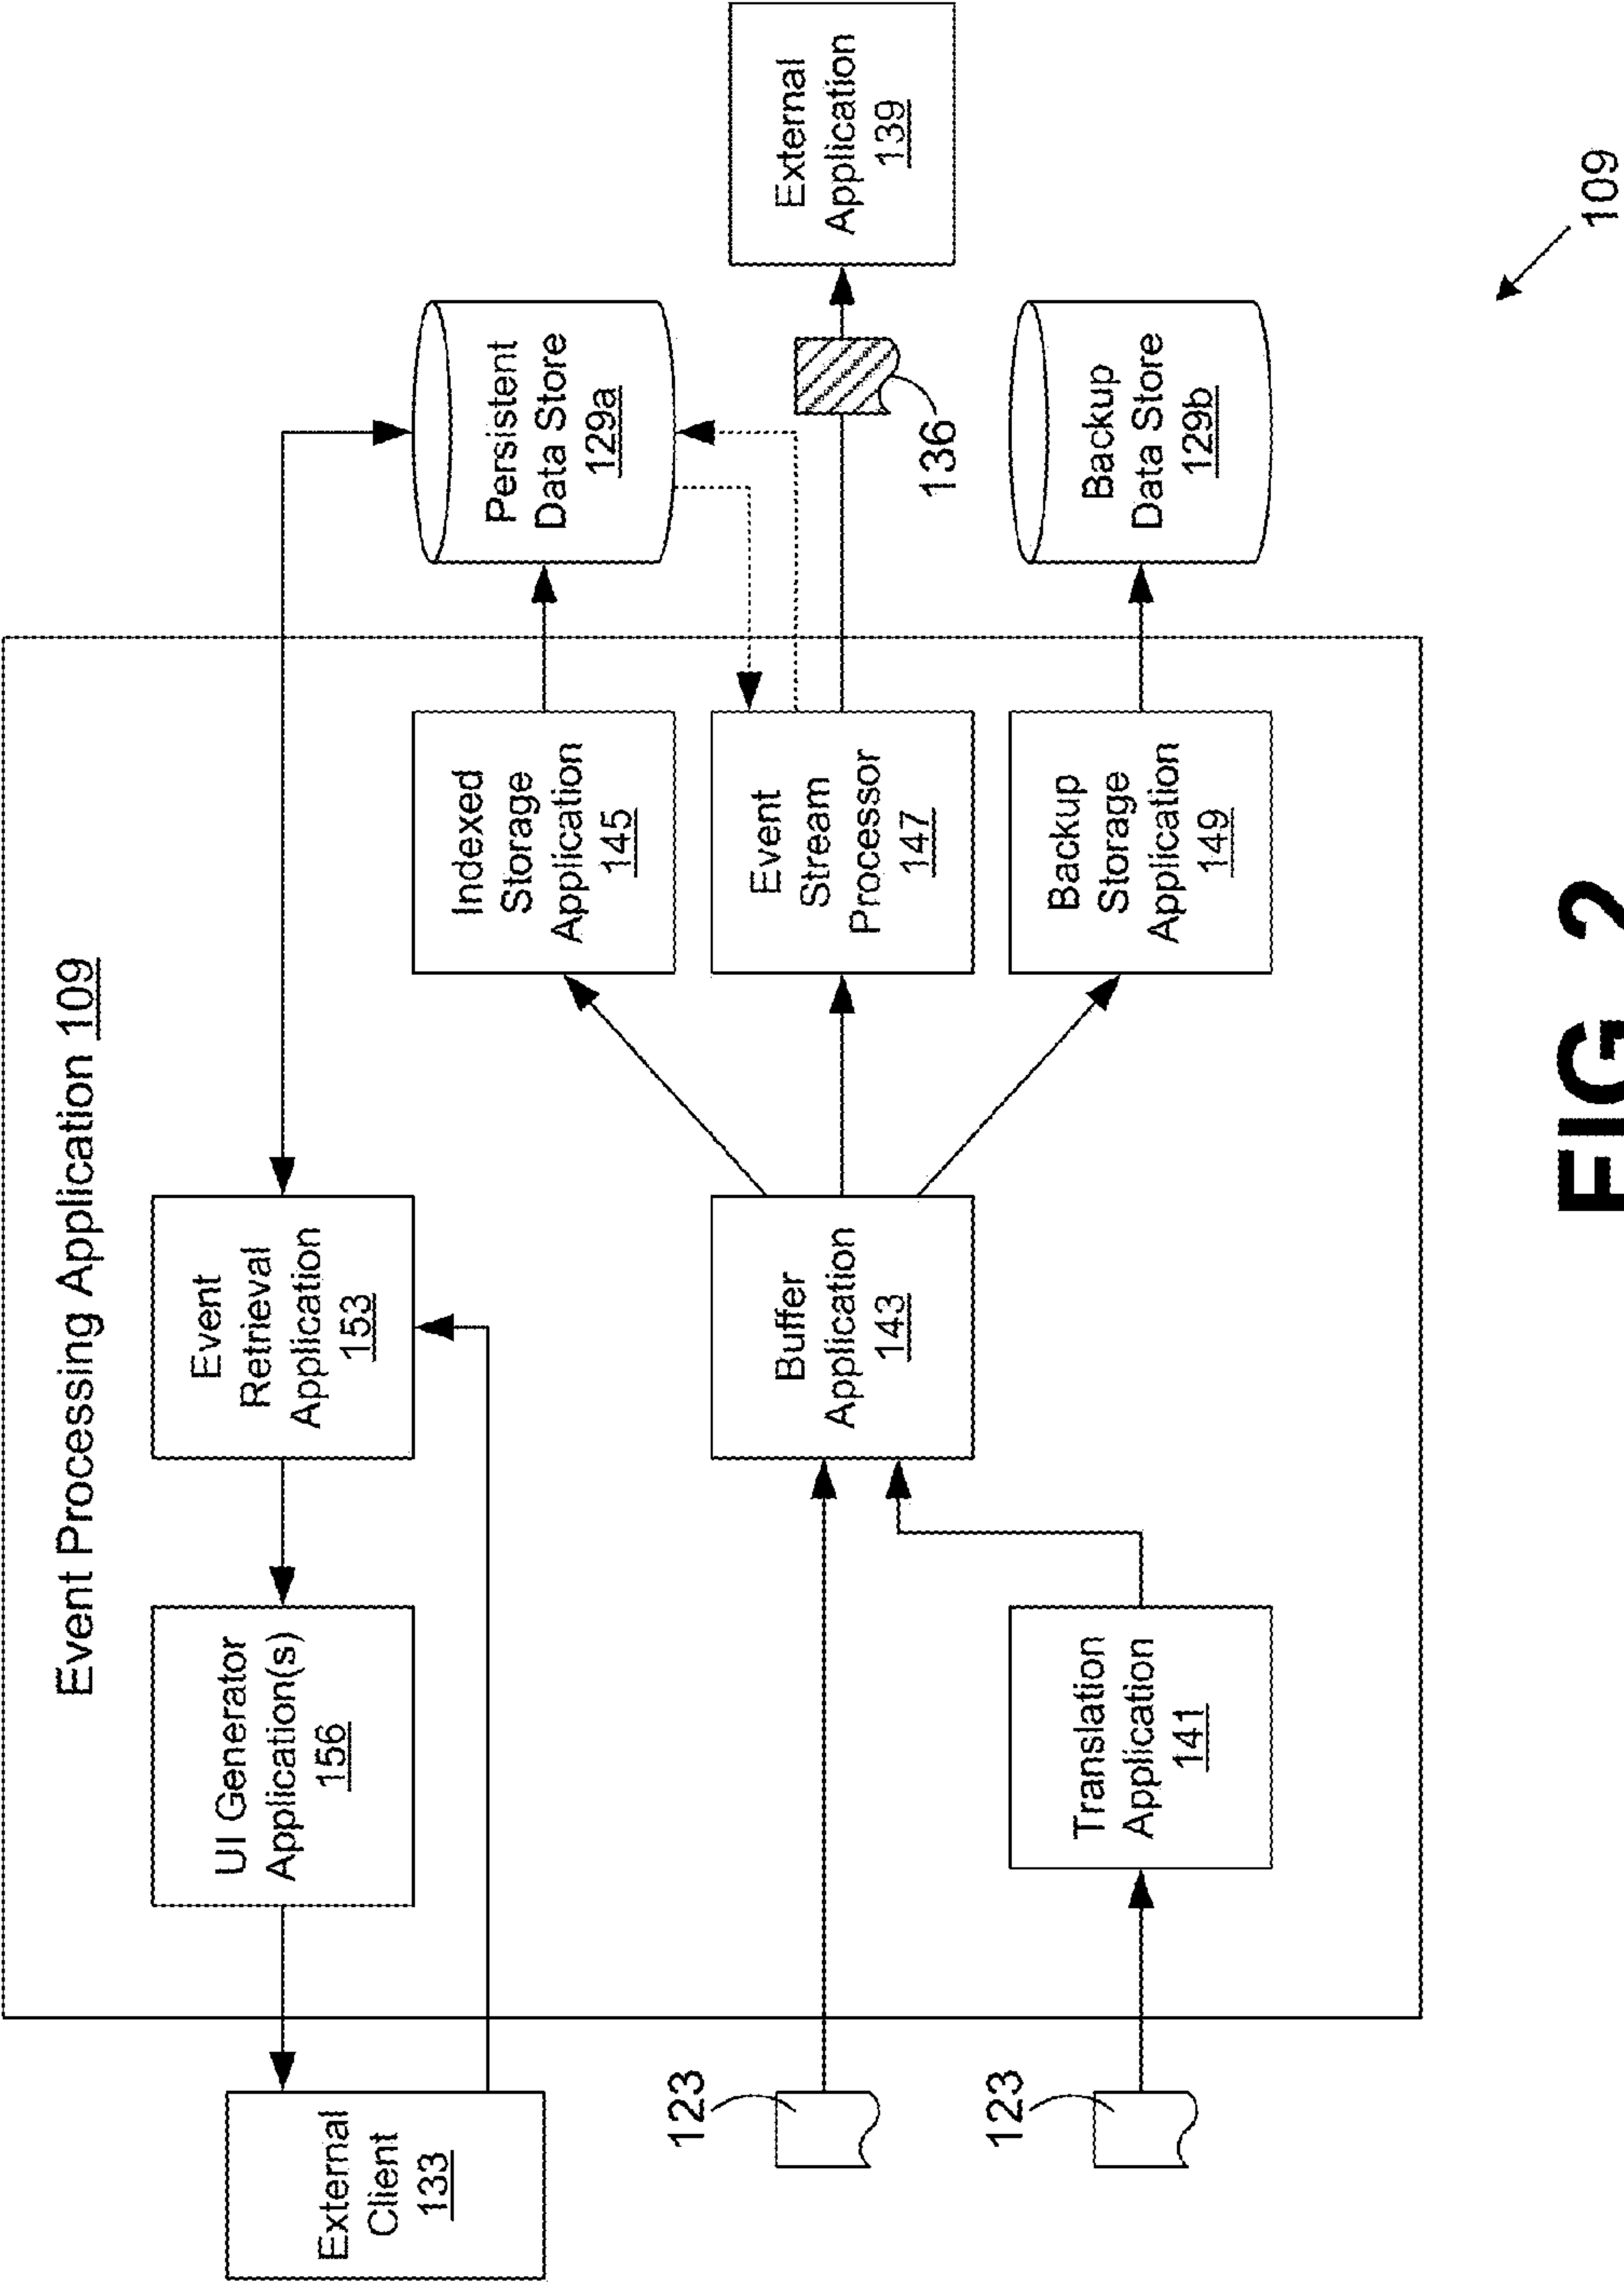 Event Processing Application 109
External
Client
133
UI Generator
Application(s)
156
Event
Retrieval
Application
153
Indexed
Storage
Application
145
Persistent
Data Store
129a
123
Buffer
Application
143
Event
Stream
Processor
147
136
External
Application
139
123
Translation
Application
141
Backup
Storage
Application
149
Backup
Data Store
129b
109
FIG 2